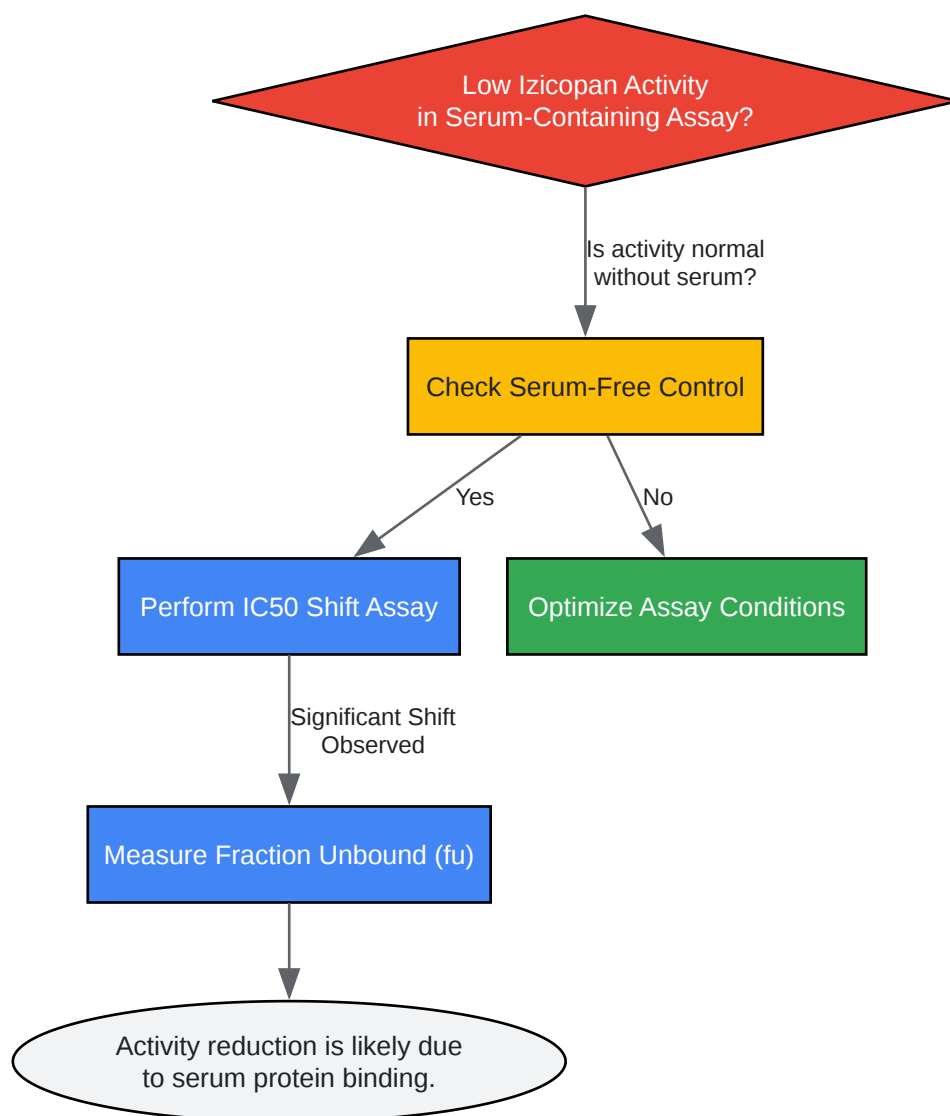 Low Izicopan Activity
in Serum-Containing Assay?
Is activity normal
without serum?
Check Serum-Free Control
Yes
No
Perform IC50 Shift Assay
Optimize Assay Conditions
Significant Shift
Observed
Measure Fraction Unbound (fu)
Activity reduction is likely due
to serum protein binding.